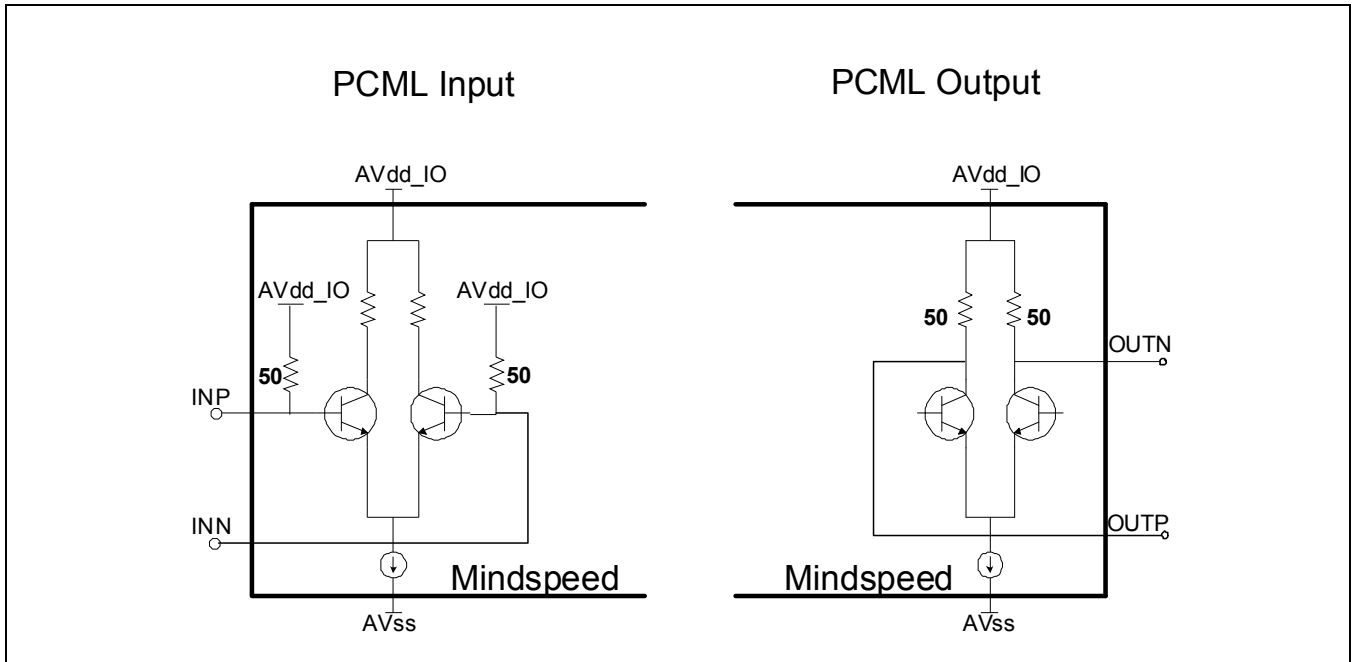 PCML Input
PCML Output
AVdd_IO
AVdd_IO
AVdd_IO
AVdd_IO
50
50
50
50
INP
OUTN
INN
OUTP
Mindspeed
Mindspeed
AVss
AVss